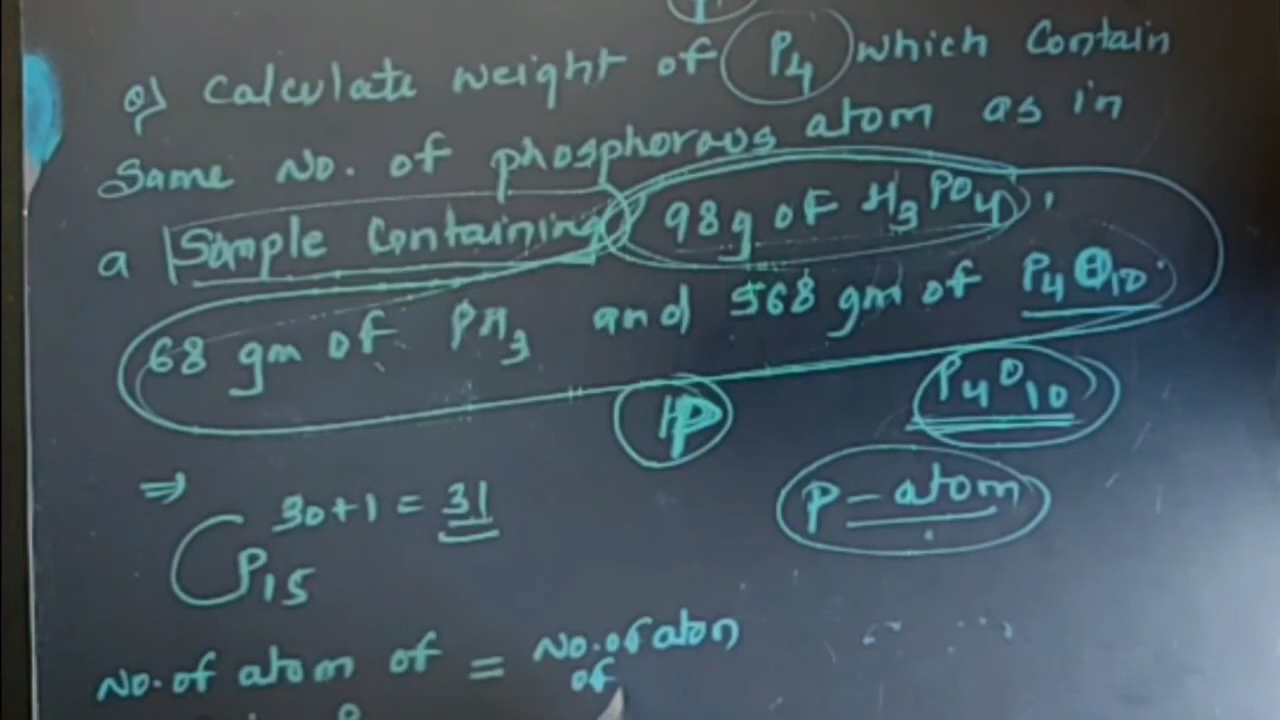 Q) Calculate weight of P4 which contain
Same No. of phosphorous atom as in
a Sample Containing 98g of H3PO4,
68 gm of PH3 and 568 gm of P4O10.
P4O10
P
⇒
30+1 = 31
P15
P-atom
No. of atom of = No. of atom
of